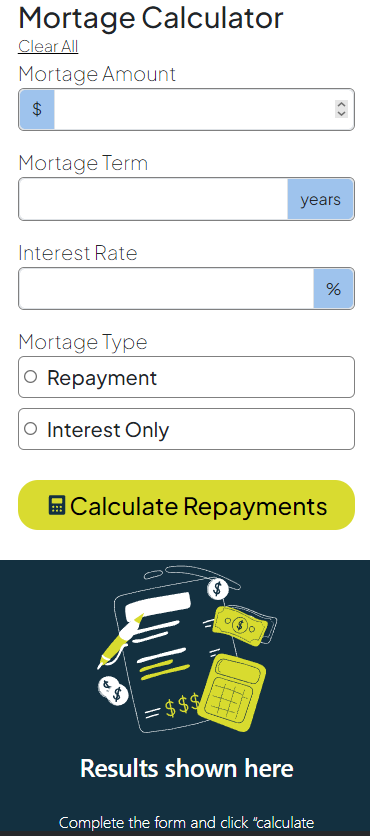 Mortage Calculator
Clear All
Mortage Amount
$
Mortage Term
years
Interest Rate
%
Mortage Type
Repayment
Interest Only
Calculate Repayments
$
$
$
$
$$$
Results shown here
Complete the form and click “calculate